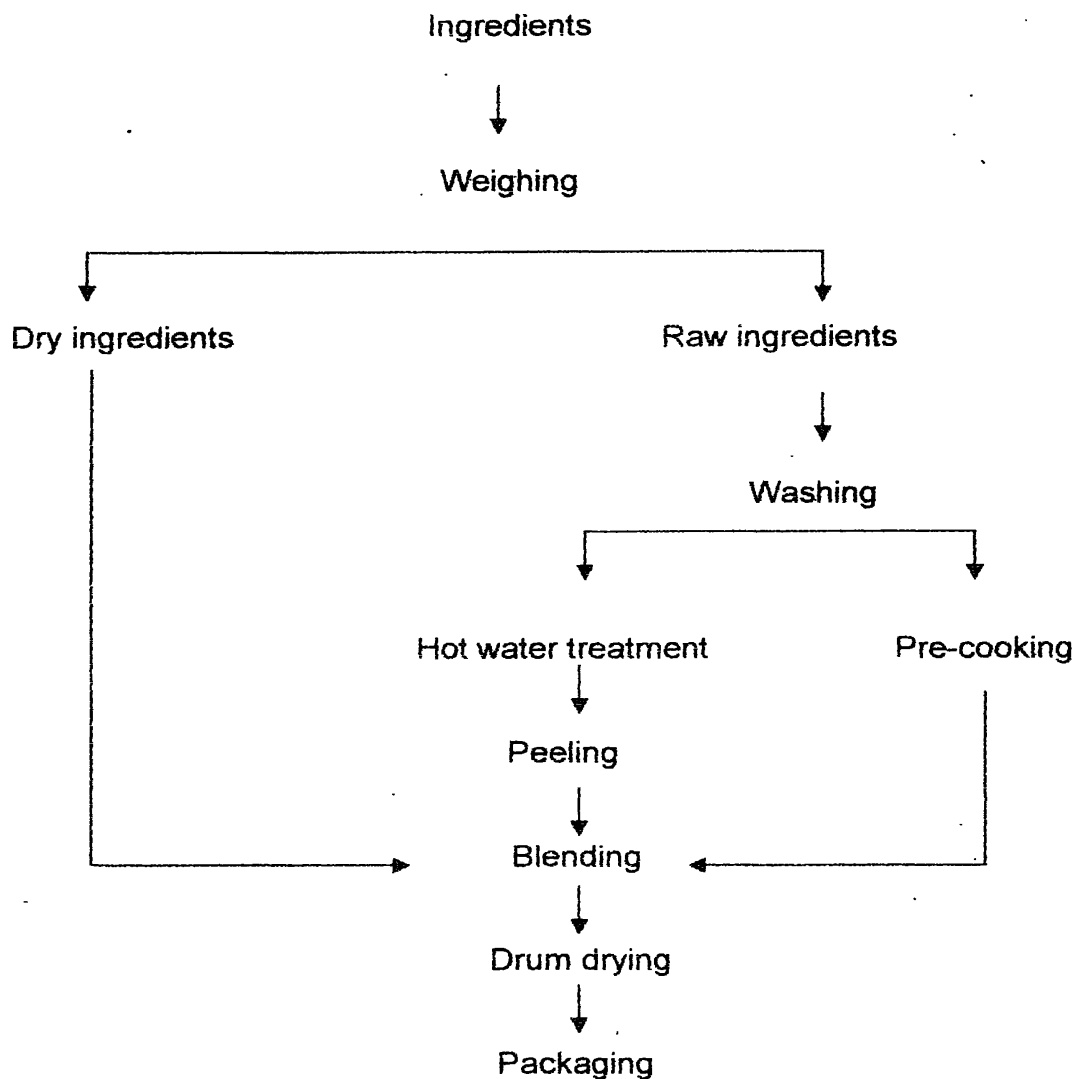 Ingredients
Weighing
Dry ingredients
Raw ingredients
Washing
Hot water treatment
Pre-cooking
Peeling
Blending
Drum drying
Packaging